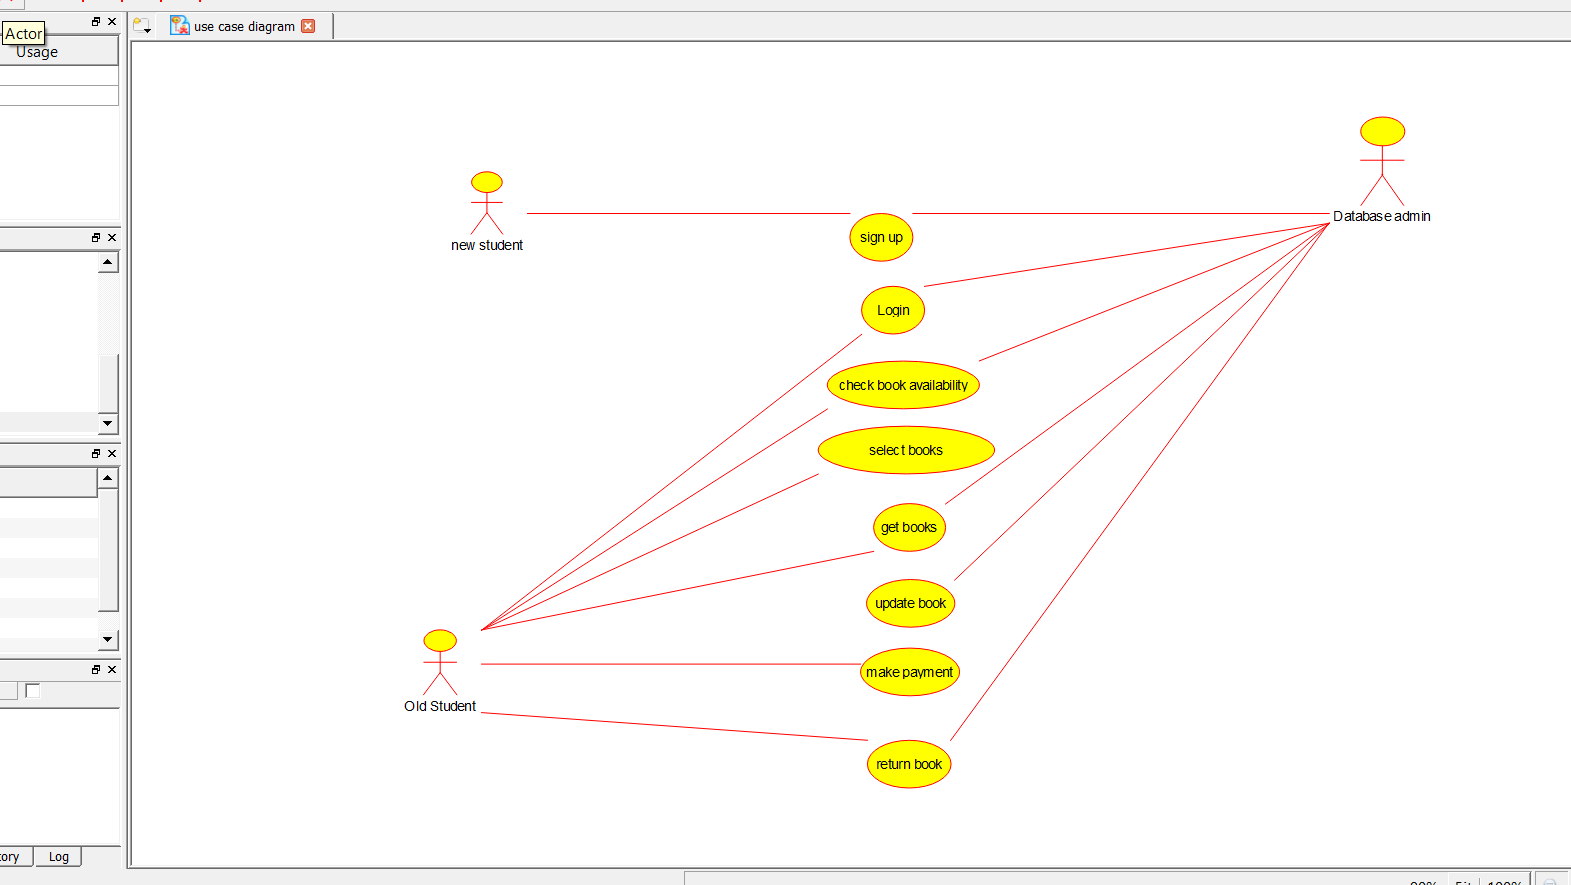 Actor
use case diagram
Usage
Database admin
new student
sign up
Login
check book availability
select books
get books
update book
make payment
Old Student
return book
Log